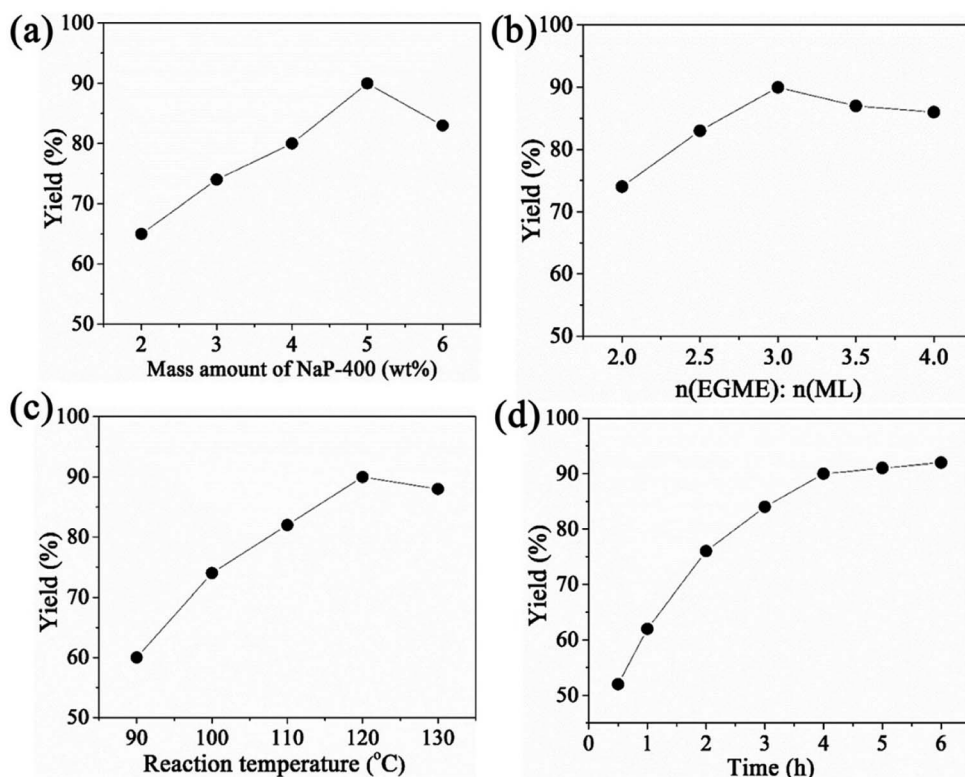 (a)
100
90
80
70
60
50
Yield (%)
2 3 4 5 6
Mass amount of NaP-400 (wt%)
(b)
100
90
80
70
60
50
Yield (%)
2.0 2.5 3.0 3.5 4.0
n(EGME): n(ML)
(c)
100
90
80
70
60
50
Yield (%)
90 100 110 120 130
Reaction temperature (°C)
(d)
100
90
80
70
60
50
Yield (%)
0 1 2 3 4 5 6
Time (h)